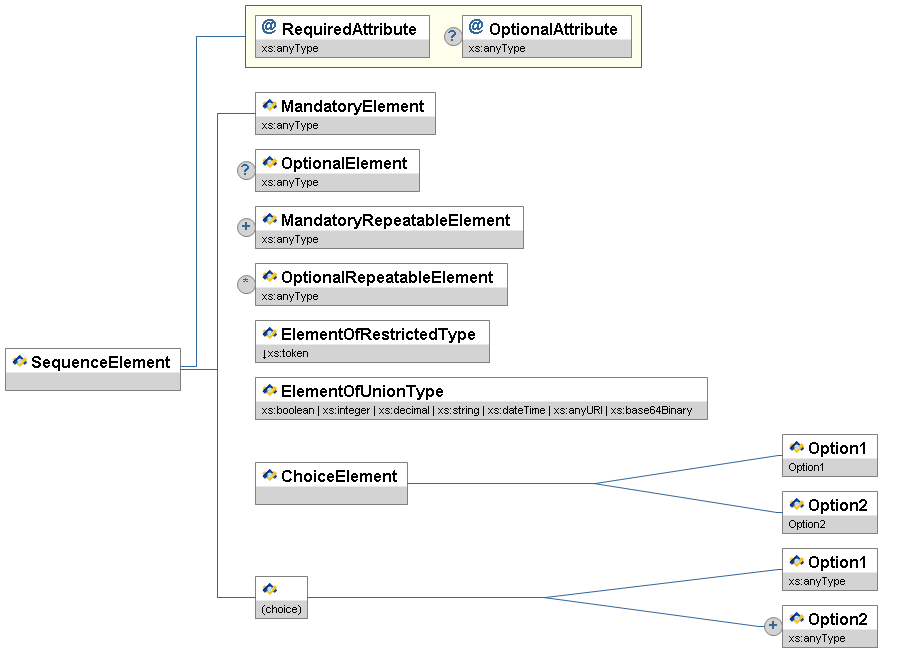 @ RequiredAttribute
xs:anyType
? @ OptionalAttribute
xs:anyType
MandatoryElement
xs:anyType
? OptionalElement
xs:anyType
+ MandatoryRepeatableElement
xs:anyType
* OptionalRepeatableElement
xs:anyType
ElementOfRestrictedType
↓xs:token
SequenceElement
ElementOfUnionType
xs:boolean | xs:integer | xs:decimal | xs:string | xs:dateTime | xs:anyURI | xs:base64Binary
ChoiceElement
Option1
Option1
Option2
Option2
(choice)
Option1
xs:anyType
+ Option2
xs:anyType